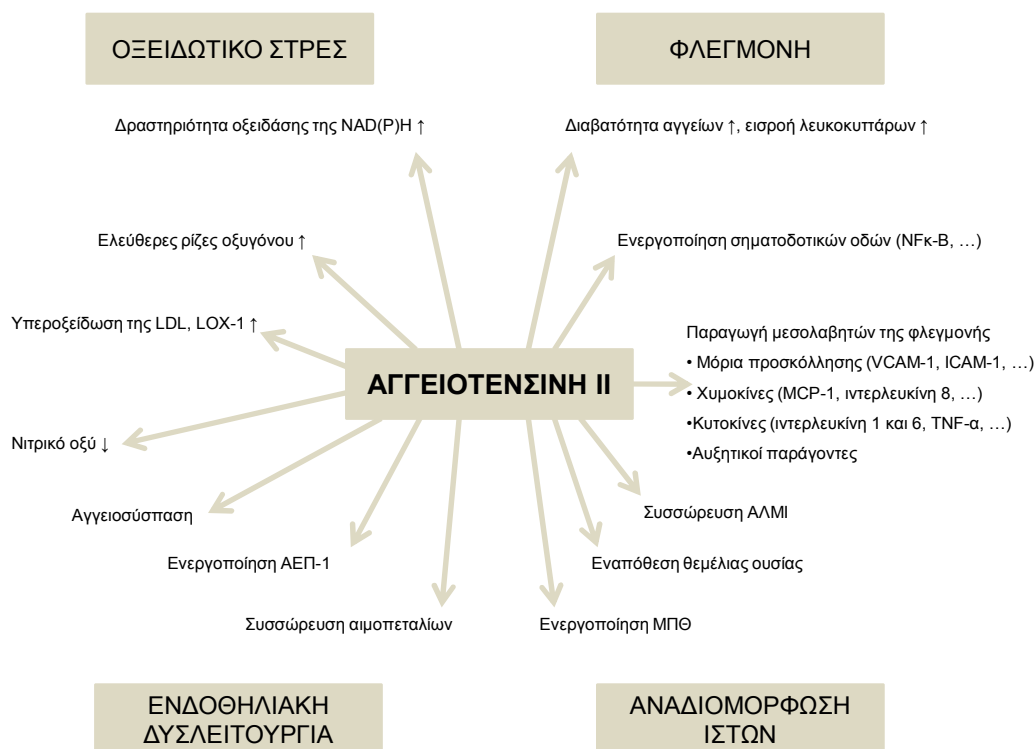 ΟΞΕΙΔΩΤΙΚΟ ΣΤΡΕΣ
ΦΛΕΓΜΟΝΗ
Δραστηριότητα οξειδάσης της NAD(P)H ↑
Διαβατότητα αγγείων ↑, εισροή λευκοκυττάρων ↑
Ελεύθερες ρίζες οξυγόνου ↑
Ενεργοποίηση σηματοδοτικών οδών (NFκ-B, …)
Υπεροξείδωση της LDL, LOX-1 ↑
Παραγωγή μεσολαβητών της φλεγμονής
• Μόρια προσκόλλησης (VCAM-1, ICAM-1, …)
• Χυμοκίνες (MCP-1, ιντερλευκίνη 8, …)
•Κυτοκίνες (ιντερλευκίνη 1 και 6, TNF-α, …)
•Αυξητικοί παράγοντες
ΑΓΓΕΙΟΤΕΝΣΙΝΗ ΙΙ
Νιτρικό οξύ ↓
Αγγειοσύσπαση
Συσσώρευση ΑΛΜΙ
Ενεργοποίηση ΑΕΠ-1
Εναπόθεση θεμέλιας ουσίας
Συσσώρευση αιμοπεταλίων
Ενεργοποίηση ΜΠΘ
ΕΝΔΟΘΗΛΙΑΚΗ
ΔΥΣΛΕΙΤΟΥΡΓΙΑ
ΑΝΑΔΙΟΜΟΡΦΩΣΗ
ΙΣΤΩΝ